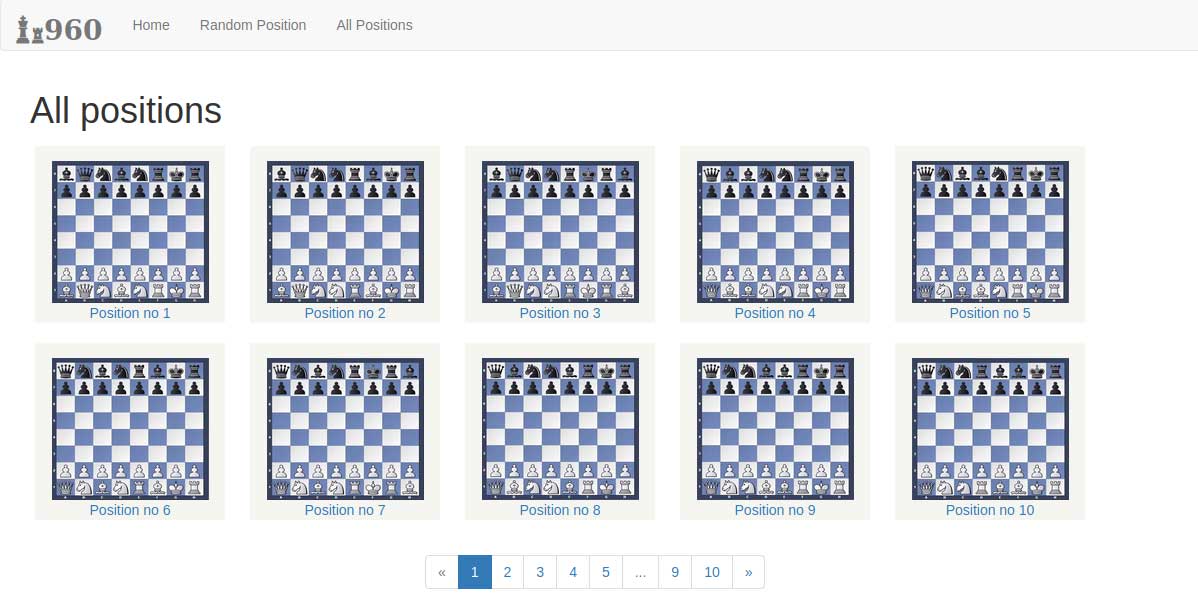 960 Home Random Position All Positions
All positions
Position no 1 Position no 2 Position no 3 Position no 4 Position no 5
Position no 6 Position no 7 Position no 8 Position no 9 Position no 10
« 1 2 3 4 5 ... 9 10 »